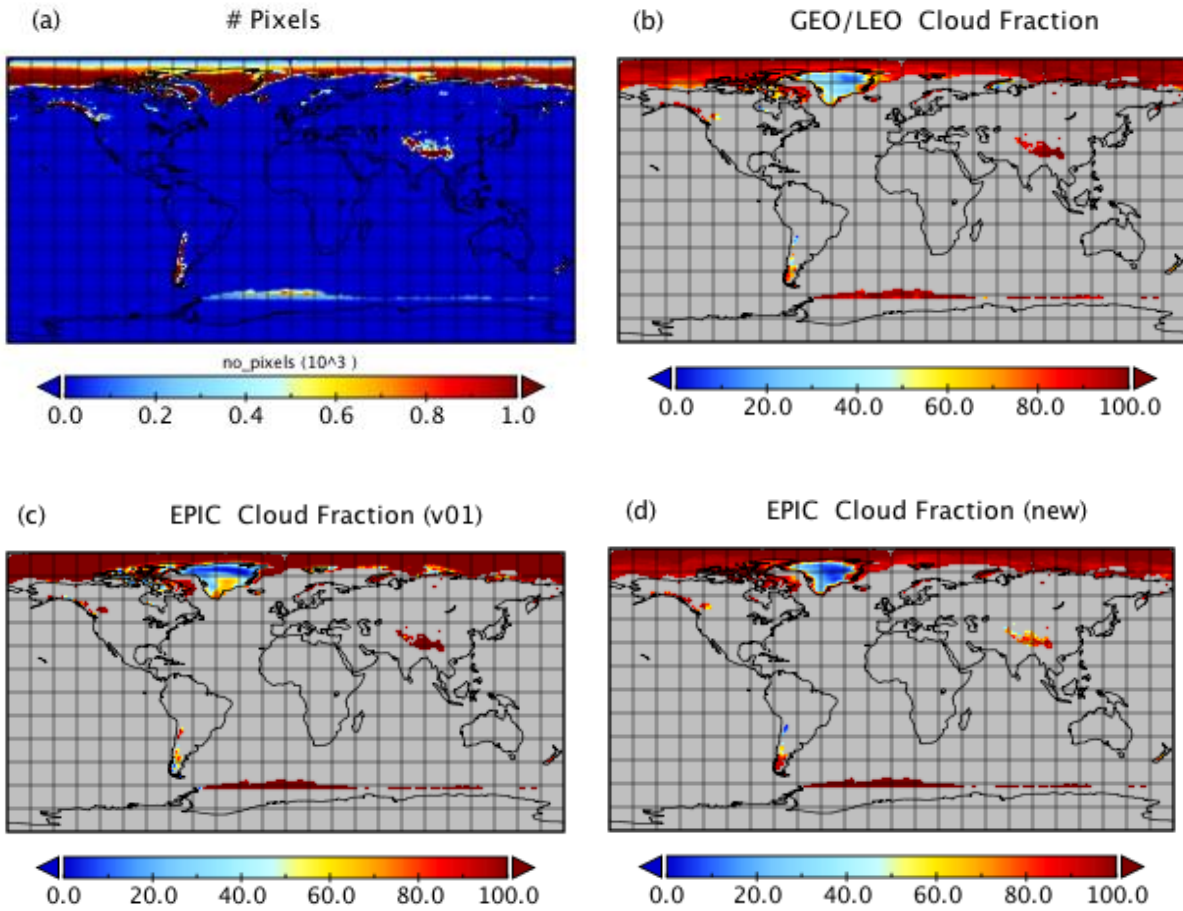 (a) # Pixels
(b) GEO/LEO Cloud Fraction
no_pixels (10^3 )
0.0 0.2 0.4 0.6 0.8 1.0
0.0 20.0 40.0 60.0 80.0 100.0
(c) EPIC Cloud Fraction (v01)
(d) EPIC Cloud Fraction (new)
0.0 20.0 40.0 60.0 80.0 100.0
0.0 20.0 40.0 60.0 80.0 100.0